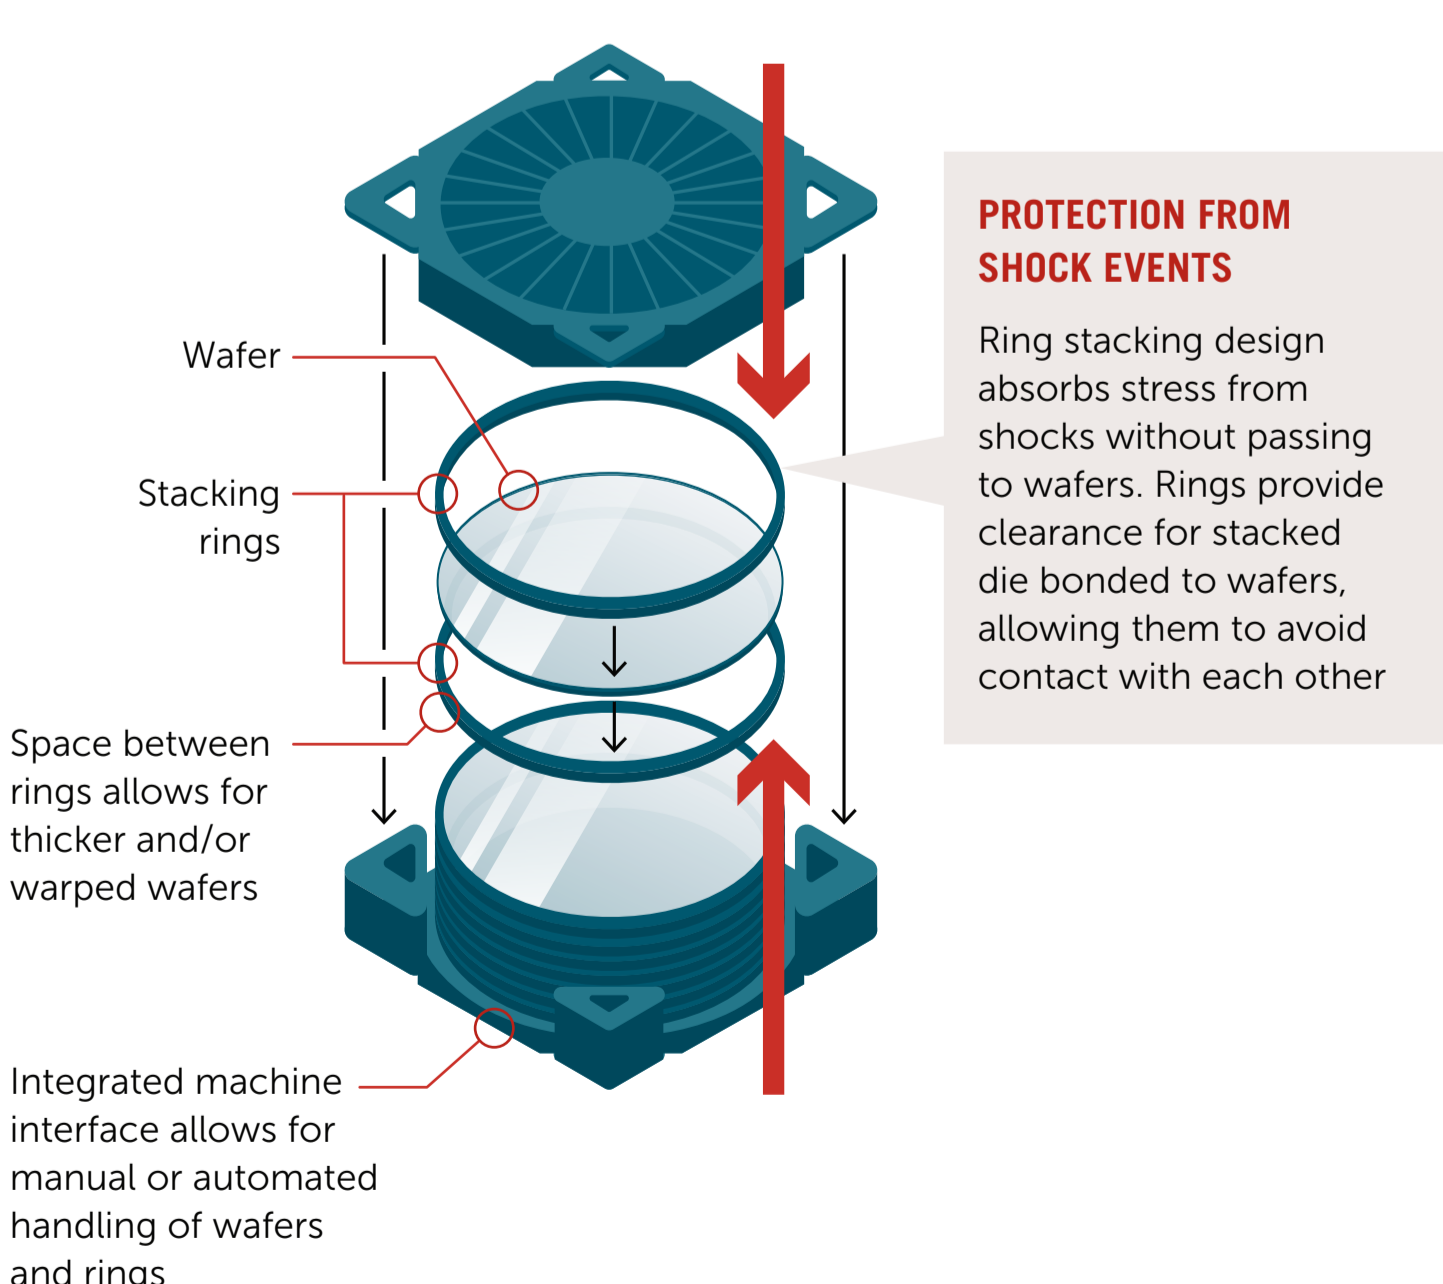 PROTECTION FROM
SHOCK EVENTS
Ring stacking design
absorbs stress from
shocks without passing
to wafers. Rings provide
clearance for stacked
die bonded to wafers,
allowing them to avoid
contact with each other
Wafer
Stacking
rings
Space between
rings allows for
thicker and/or
warped wafers
Integrated machine
interface allows for
manual or automated
handling of wafers
and rings